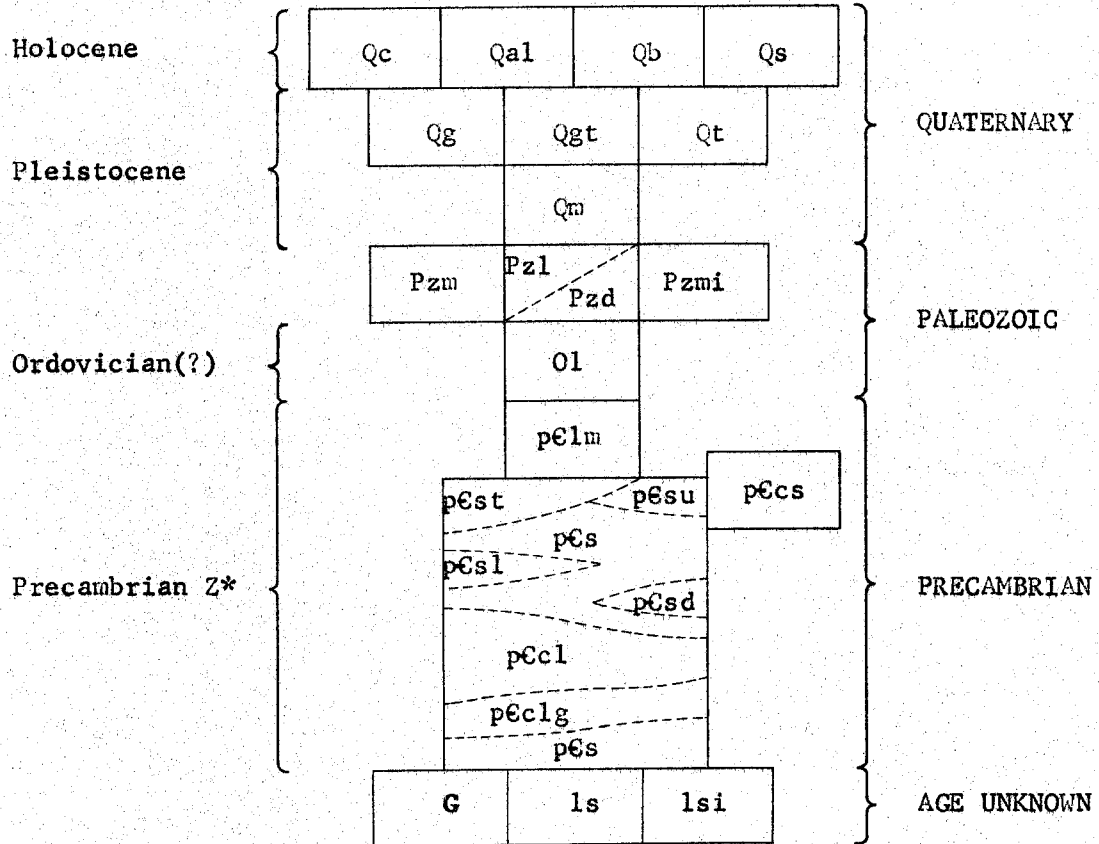 Holocene
Qc Qal Qb Qs
QUATERNARY
Qg Qgt Qt
Pleistocene
Qm
Pzm Pzl Pzd Pzmi
PALEOZOIC
Ordovician(?)
Ol
pЄlm
pЄst pЄsu pЄcs
pЄs
pЄsl
Precambrian Z*
PRECAMBRIAN
pЄsd
pЄcl
pЄclg
pЄs
G ls lsi
AGE UNKNOWN